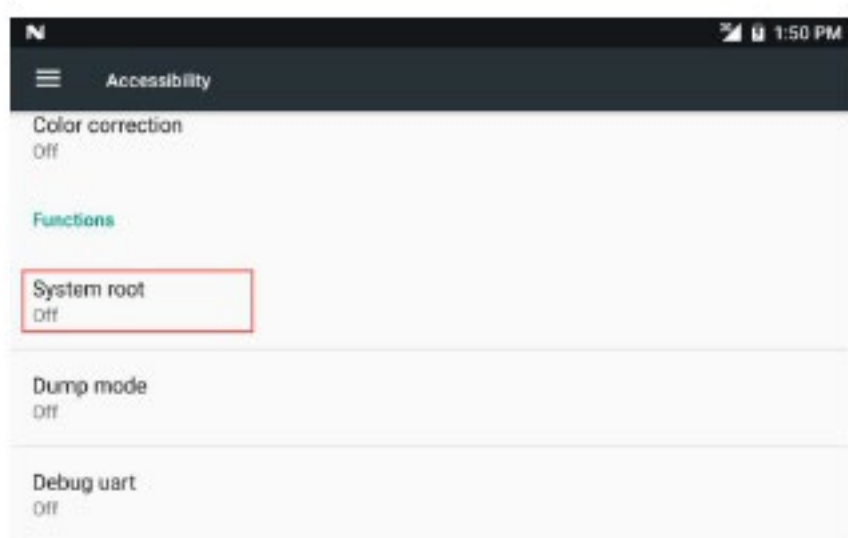 1:50 PM
Accessibility
Color correction
Off
Functions
System root
Off
Dump mode
Off
Debug uart
Off